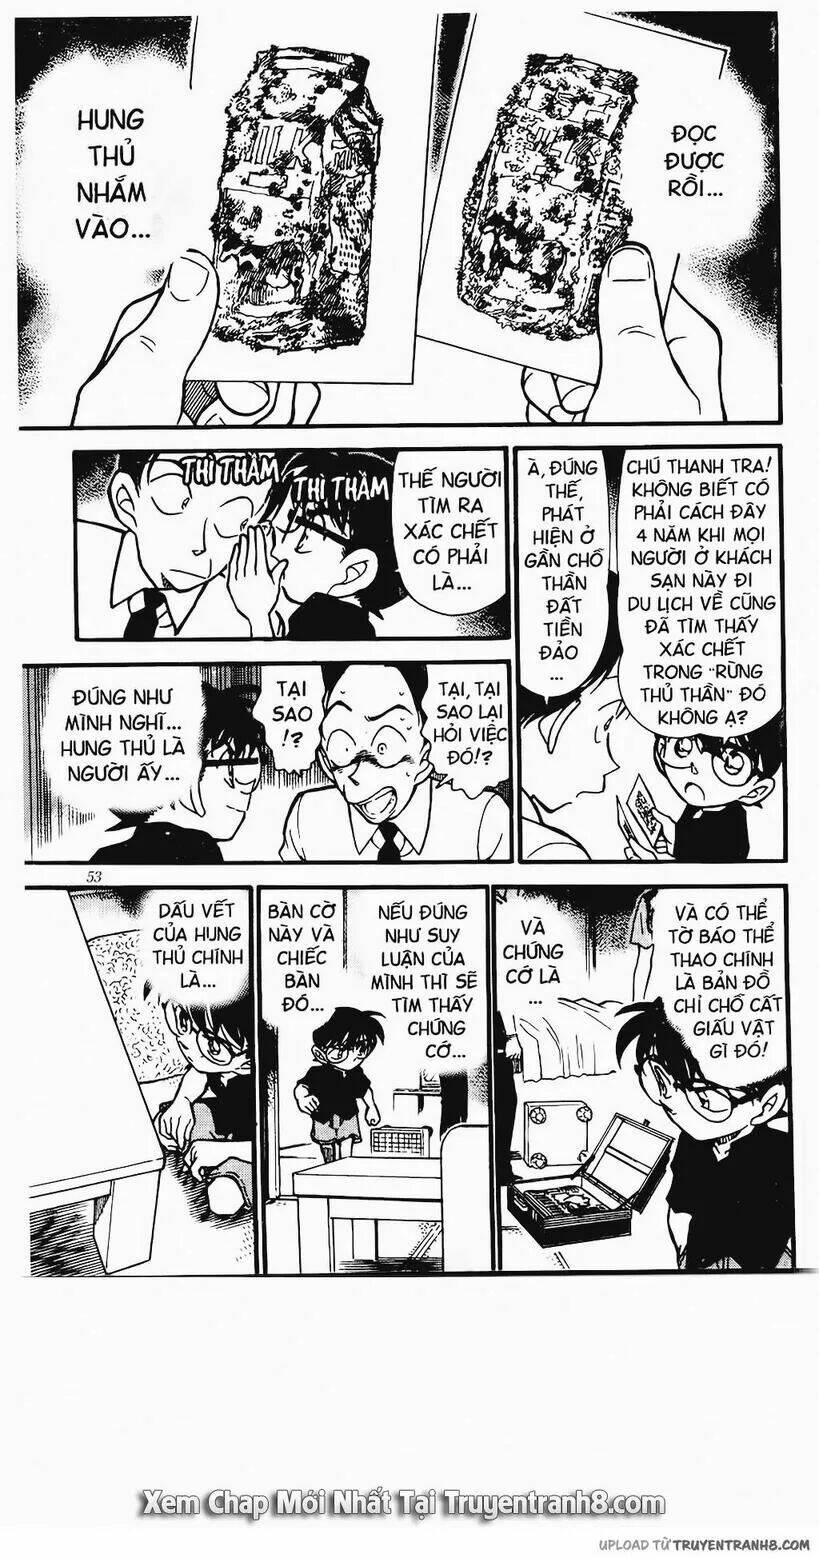 ĐỌC
ĐƯỢC
RỒI...
MILK
HUNG
THỦ
NHẮM
VÀO...
MILK
CHÚ THANH TRA!
KHÔNG BIẾT CÓ
PHẢI CÁCH ĐÂY
4 NĂM KHI MỌI
NGƯỜI Ở KHÁCH
SẠN NÀY ĐI
DU LỊCH VỀ CŨNG
ĐÃ TÌM THẤY
XÁC CHẾT
TRONG "RỪNG
THỦ THẦN" ĐÓ
KHÔNG Ạ?
À, ĐÚNG
THẾ,
PHÁT
HIỆN Ở
GẦN CHỖ
THẦN
ĐẤT
TIỀN
ĐẢO
...
THẾ NGƯỜI
TÌM RA
XÁC CHẾT
CÓ PHẢI
LÀ...
THÌ THẦM
THÌ THẦM
TẠI, TẠI
SAO LẠI
HỎI VIỆC
ĐÓ!?
TẠI
SAO!?
ĐÚNG NHƯ
MÌNH NGHĨ...
HUNG THỦ LÀ
NGƯỜI ẤY...
53
VÀ CÓ THỂ
TỜ BÁO THỂ
THAO CHÍNH
LÀ BẢN ĐỒ
CHỈ CHỖ CẤT
GIẤU VẬT
GÌ ĐÓ!
VÀ
CHỨNG
CỚ LÀ
...
NẾU ĐÚNG
NHƯ SUY
LUẬN CỦA
MÌNH THÌ SẼ
TÌM THẤY
CHỨNG
CỚ...
BÀN CỜ
NÀY VÀ
CHIẾC
BÀN
ĐÓ...
DẤU VẾT
CỦA HUNG
THỦ CHÍNH
LÀ...
Xem Chap Mới Nhất Tại Truyentranh8.com
UPLOAD TỪ TRUYENTRANH8.COM